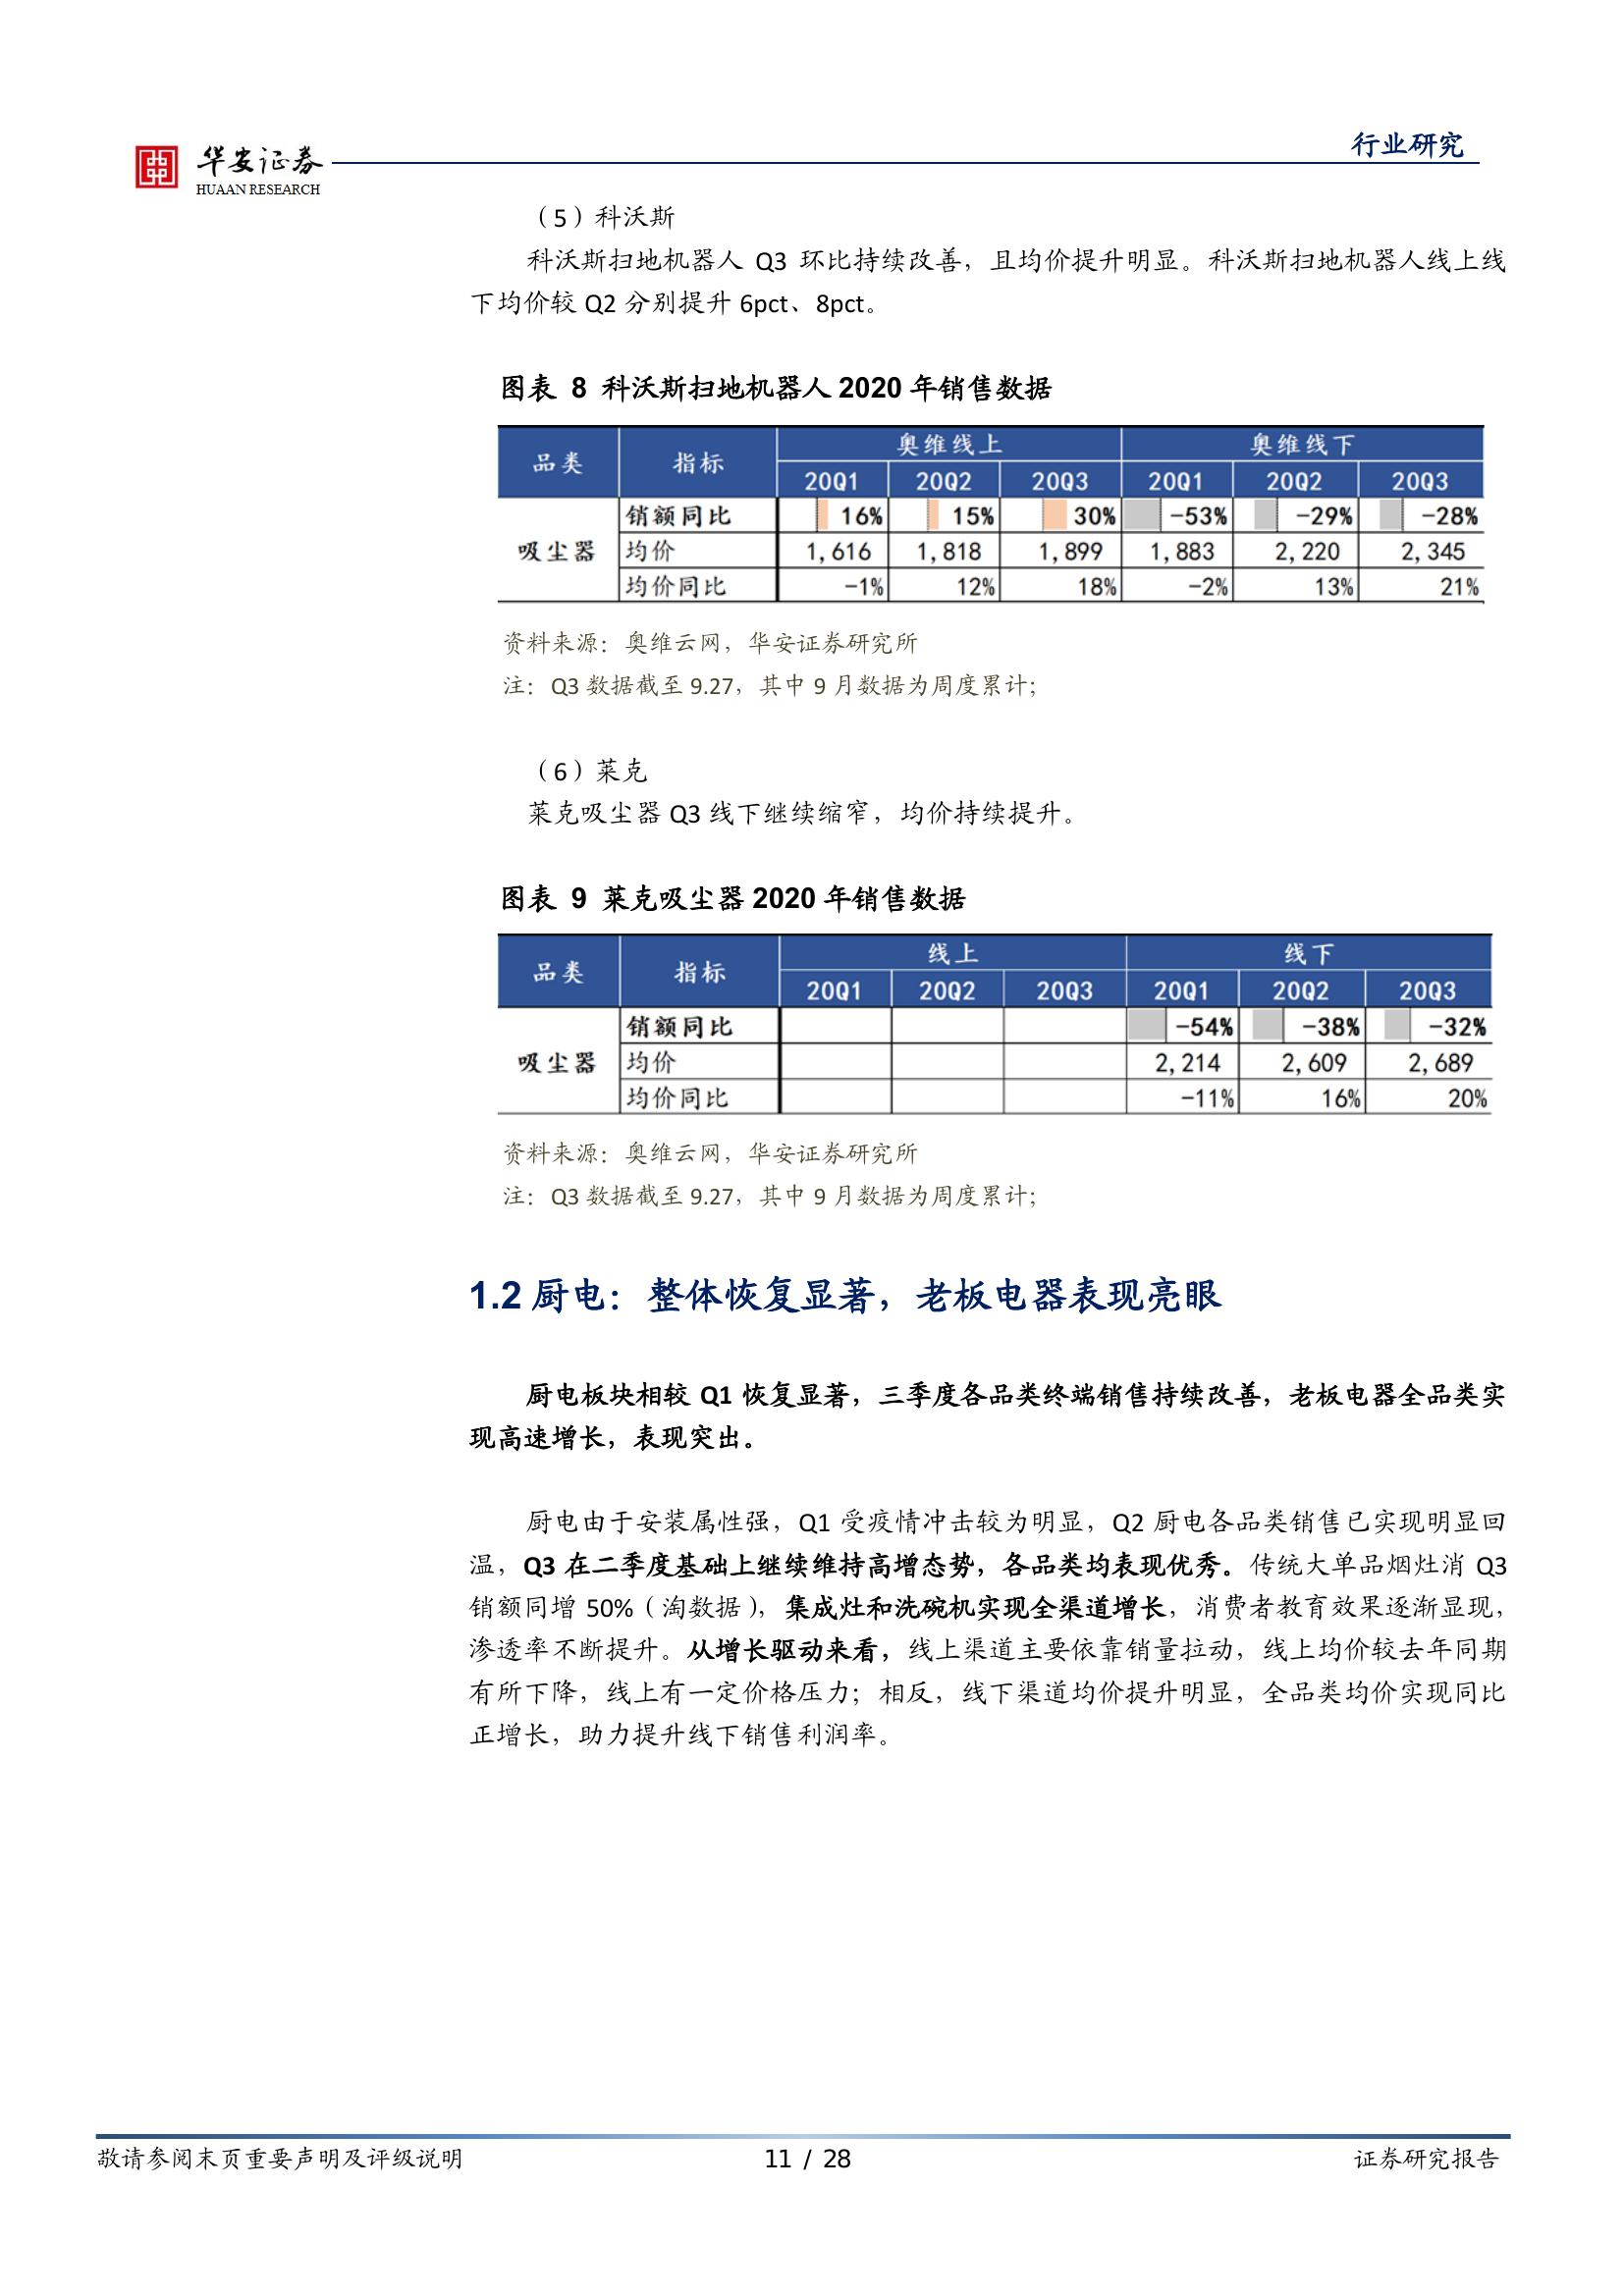 华安证券
HUAAN RESEARCH
行业研究
（5）科沃斯
科沃斯扫地机器人 Q3 环比持续改善，且均价提升明显。科沃斯扫地机器人线上线
下均价较 Q2 分别提升 6pct、8pct。
图表 8 科沃斯扫地机器人 2020 年销售数据
品类 指标 奥维线上 奥维线下
20Q1 20Q2 20Q3 20Q1 20Q2 20Q3
吸尘器 销额同比 16% 15% 30% -53% -29% -28%
均价 1,616 1,818 1,899 1,883 2,220 2,345
均价同比 -1% 12% 18% -2% 13% 21%
资料来源：奥维云网，华安证券研究所
注：Q3 数据截至 9.27，其中 9 月数据为周度累计；
（6）莱克
莱克吸尘器 Q3 线下继续缩窄，均价持续提升。
图表 9 莱克吸尘器 2020 年销售数据
品类 指标 线上 线下
20Q1 20Q2 20Q3 20Q1 20Q2 20Q3
吸尘器 销额同比 -54% -38% -32%
均价 2,214 2,609 2,689
均价同比 -11% 16% 20%
资料来源：奥维云网，华安证券研究所
注：Q3 数据截至 9.27，其中 9 月数据为周度累计；
1.2 厨电：整体恢复显著，老板电器表现亮眼
厨电板块相较 Q1 恢复显著，三季度各品类终端销售持续改善，老板电器全品类实
现高速增长，表现突出。
厨电由于安装属性强，Q1 受疫情冲击较为明显，Q2 厨电各品类销售已实现明显回
温，Q3 在二季度基础上继续维持高增态势，各品类均表现优秀。传统大单品烟灶消 Q3
销额同增 50%（淘数据），集成灶和洗碗机实现全渠道增长，消费者教育效果逐渐显现，
渗透率不断提升。从增长驱动来看，线上渠道主要依靠销量拉动，线上均价较去年同期
有所下降，线上有一定价格压力；相反，线下渠道均价提升明显，全品类均价实现同比
正增长，助力提升线下销售利润率。
敬请参阅末页重要声明及评级说明 11 / 28 证券研究报告